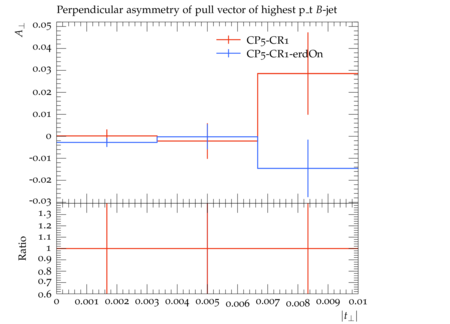 Perpendicular asymmetry of pull vector of highest p_t B-jet
A⊥
0.05
0.04
0.03
0.02
0.01
0
-0.01
-0.02
-0.03
CP5-CR1
CP5-CR1-erdOn
Ratio
1.3
1.2
1.1
1
0.9
0.8
0.7
0.6
0 0.001 0.002 0.003 0.004 0.005 0.006 0.007 0.008 0.009 0.01
|t⊥|